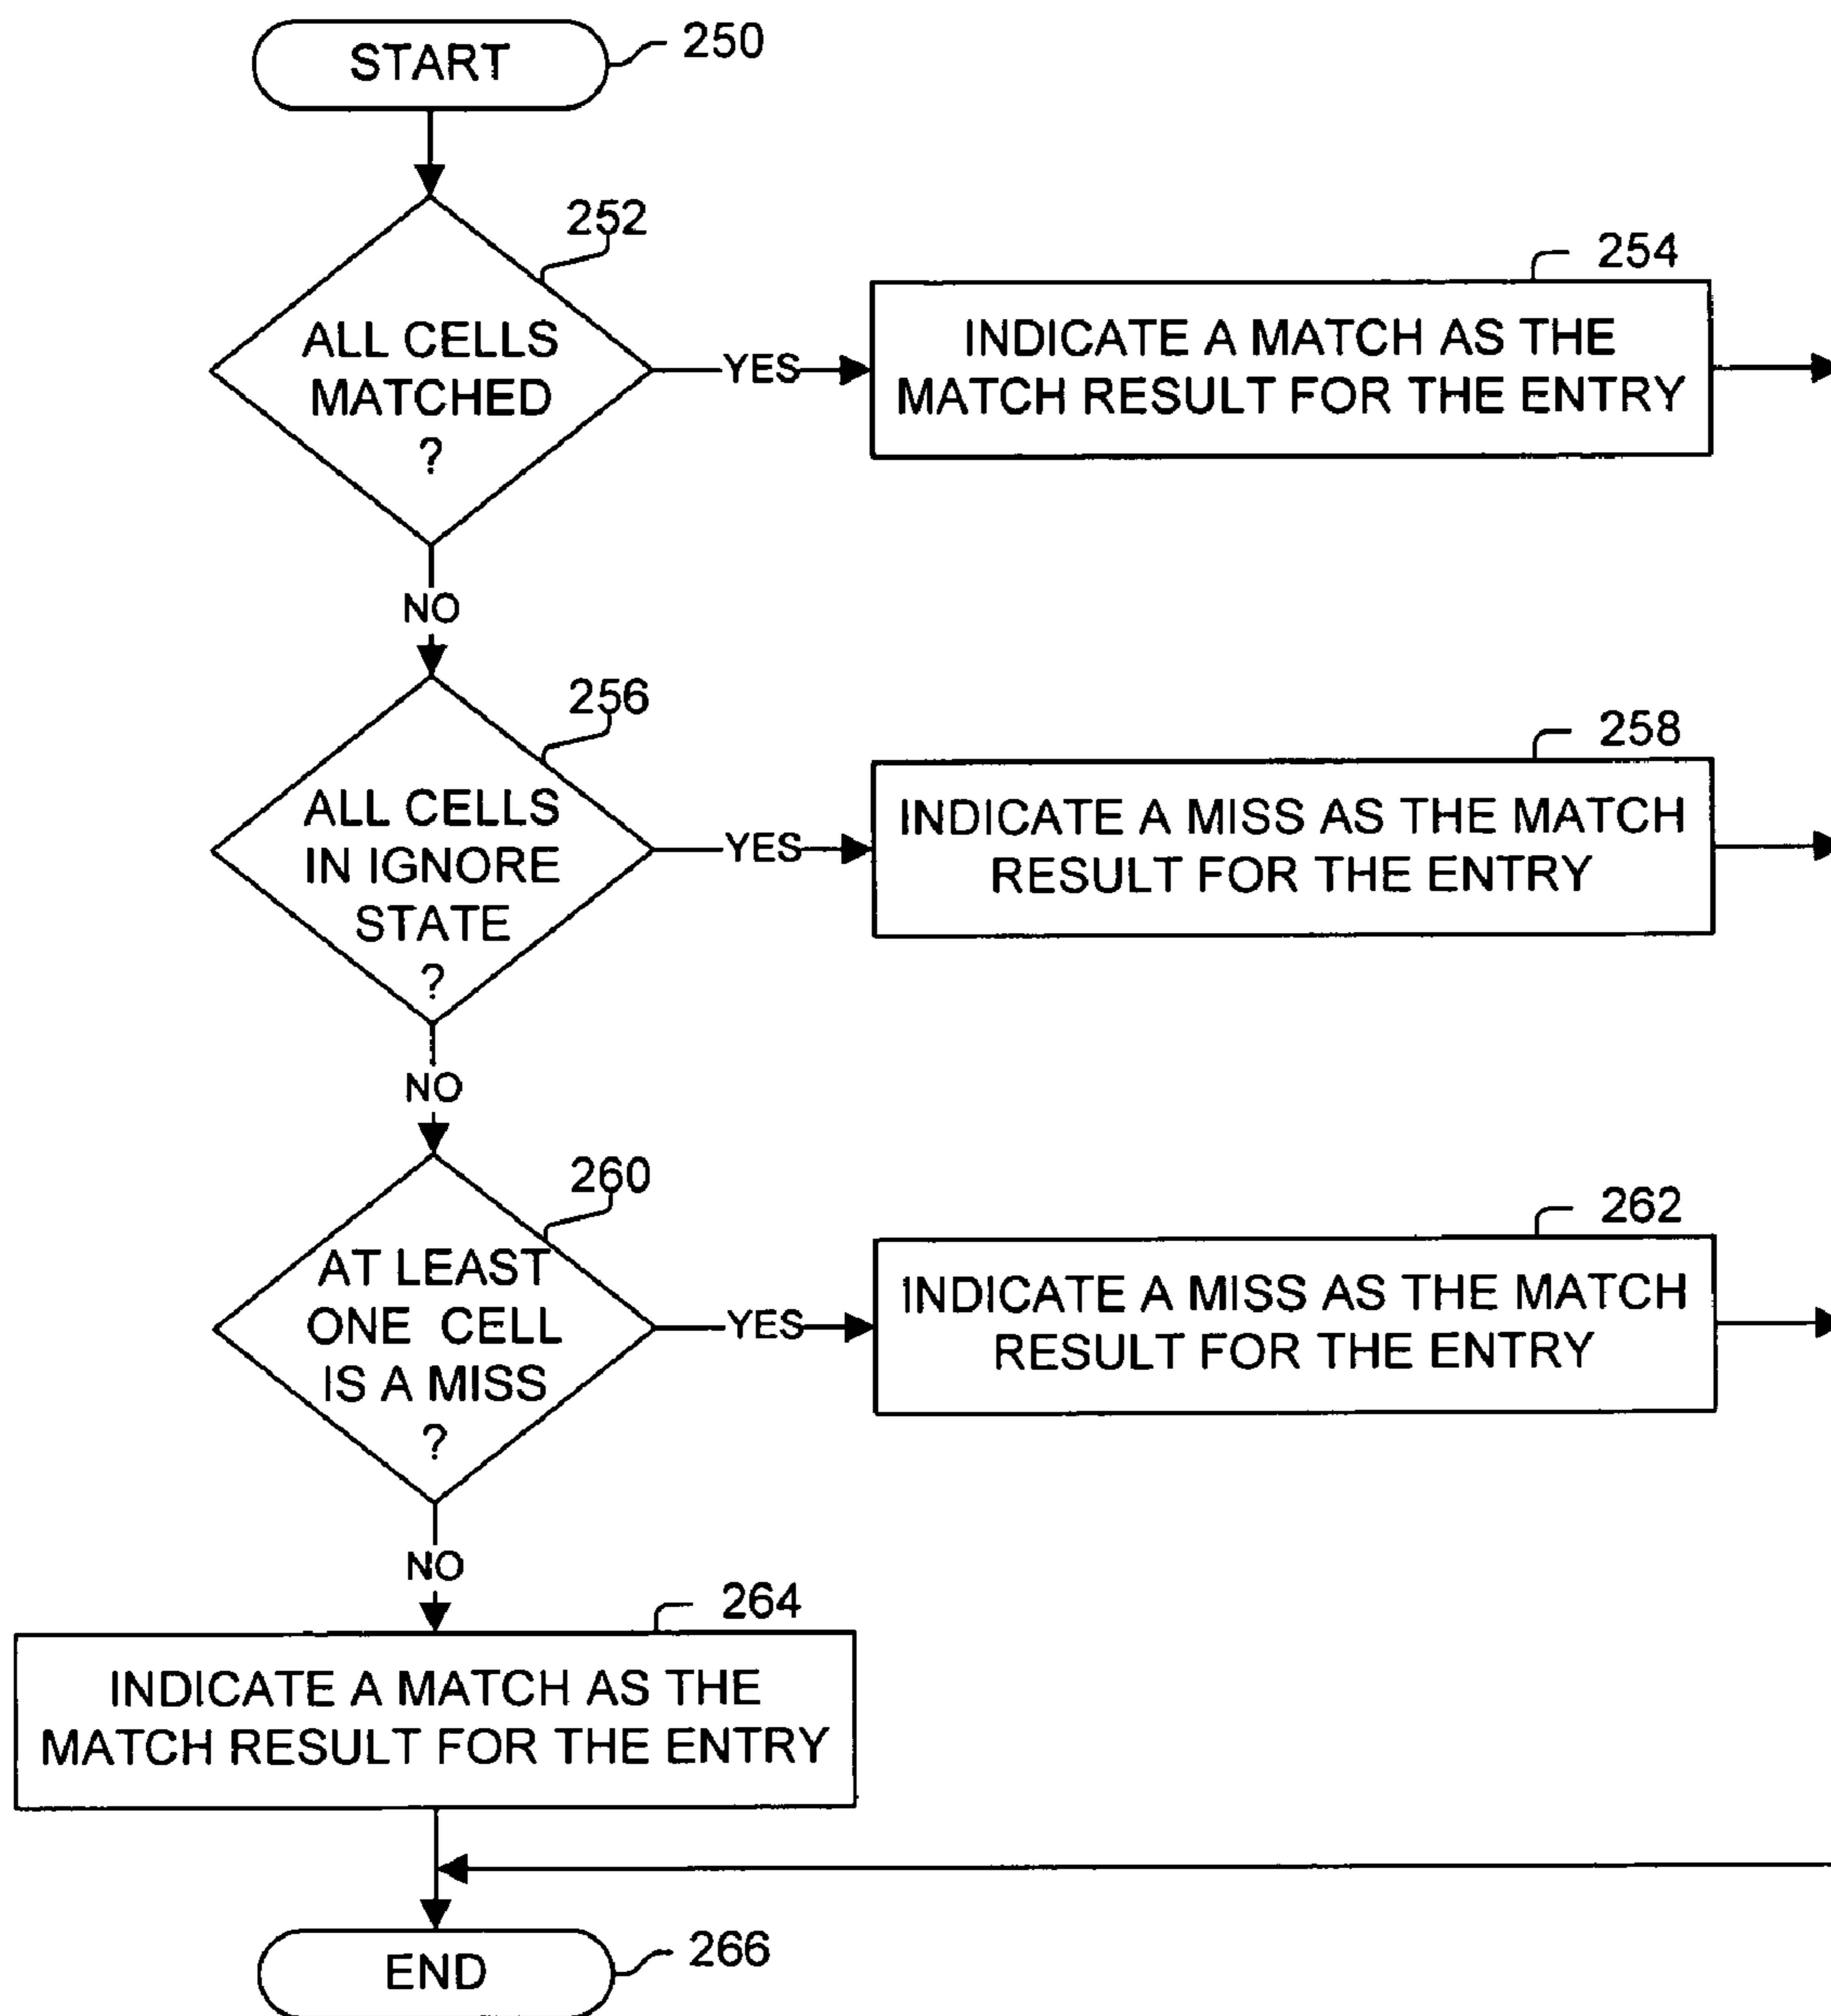 START
250
252
ALL CELLS
MATCHED
?
YES
254
INDICATE A MATCH AS THE
MATCH RESULT FOR THE ENTRY
NO
256
ALL CELLS
IN IGNORE
STATE
?
YES
258
INDICATE A MISS AS THE MATCH
RESULT FOR THE ENTRY
NO
260
AT LEAST
ONE CELL
IS A MISS
?
YES
262
INDICATE A MISS AS THE MATCH
RESULT FOR THE ENTRY
NO
264
INDICATE A MATCH AS THE
MATCH RESULT FOR THE ENTRY
END
266